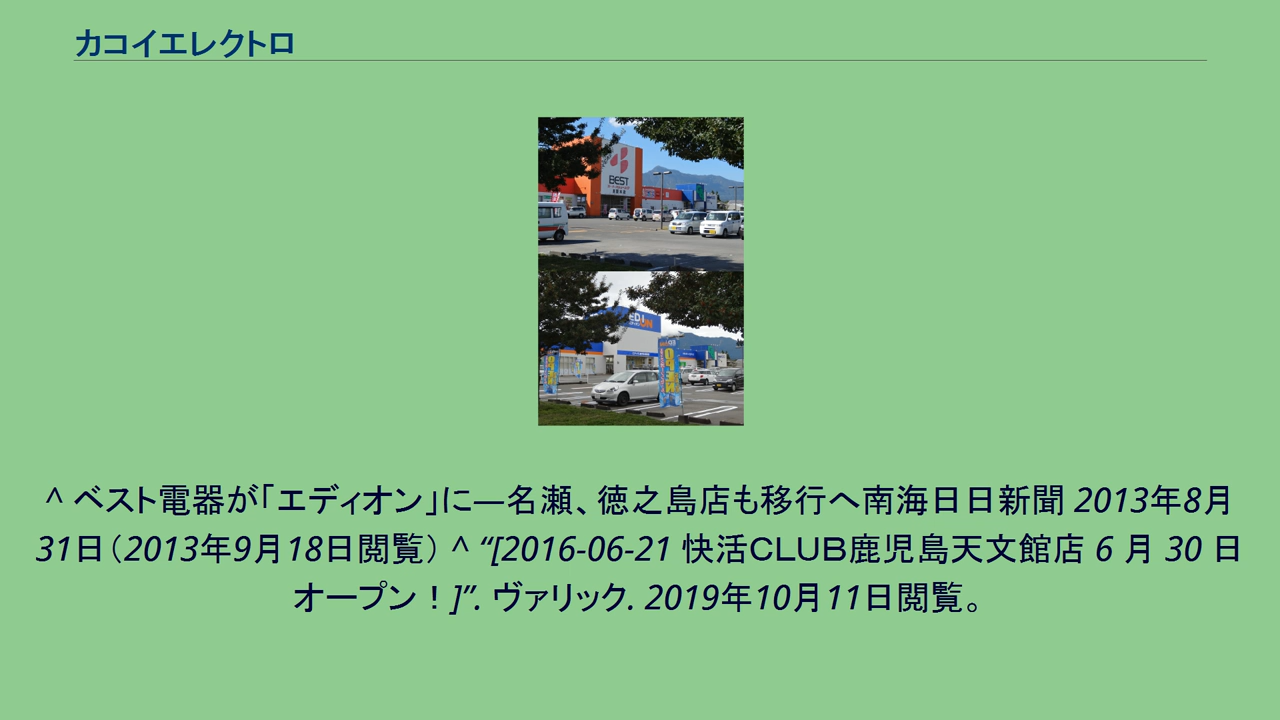 カコイエレクトロ
BEST
EDION
OPEN
OPEN
^ ベスト電器が「エディオン」に―名瀬、徳之島店も移行へ南海日日新聞 2013年8月
31日（2013年9月18日閲覧） ^ “[2016-06-21 快活ＣＬＵＢ鹿児島天文館店 6 月 30 日
オープン！]”. ヴァリック. 2019年10月11日閲覧。